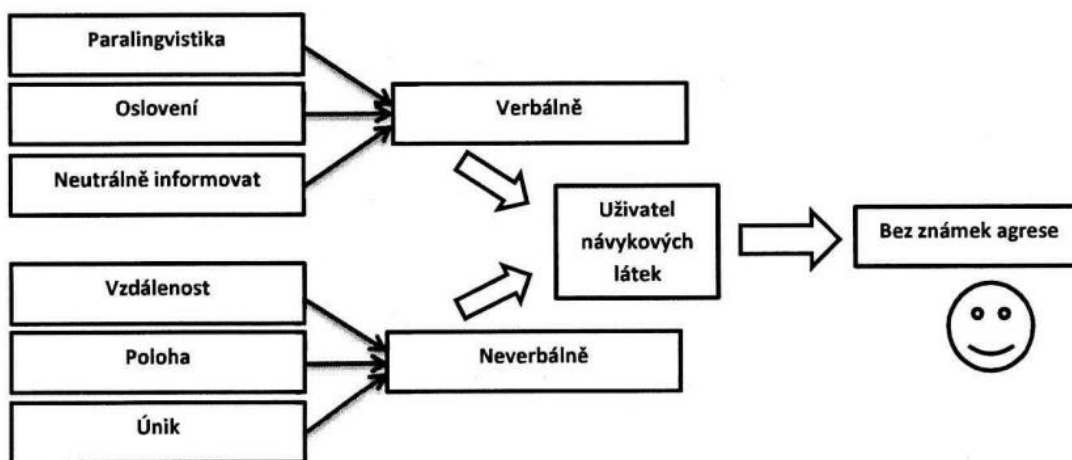 Paralingvistika
Oslovení
Neutrálně informovat
Verbálně
Uživatel
návykových
látek
Bez známek agrese
Vzdálenost
Poloha
Únik
Neverbálně